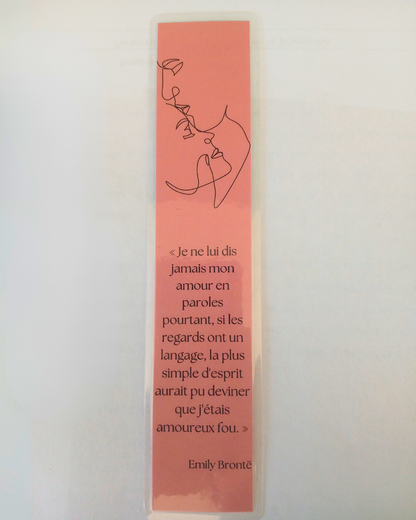 « Je ne lui dis
jamais mon
amour en
paroles
pourtant, si les
regards ont un
langage, la plus
simple d'esprit
aurait pu deviner
que j'étais
amoureux fou. »
Emily Brontë